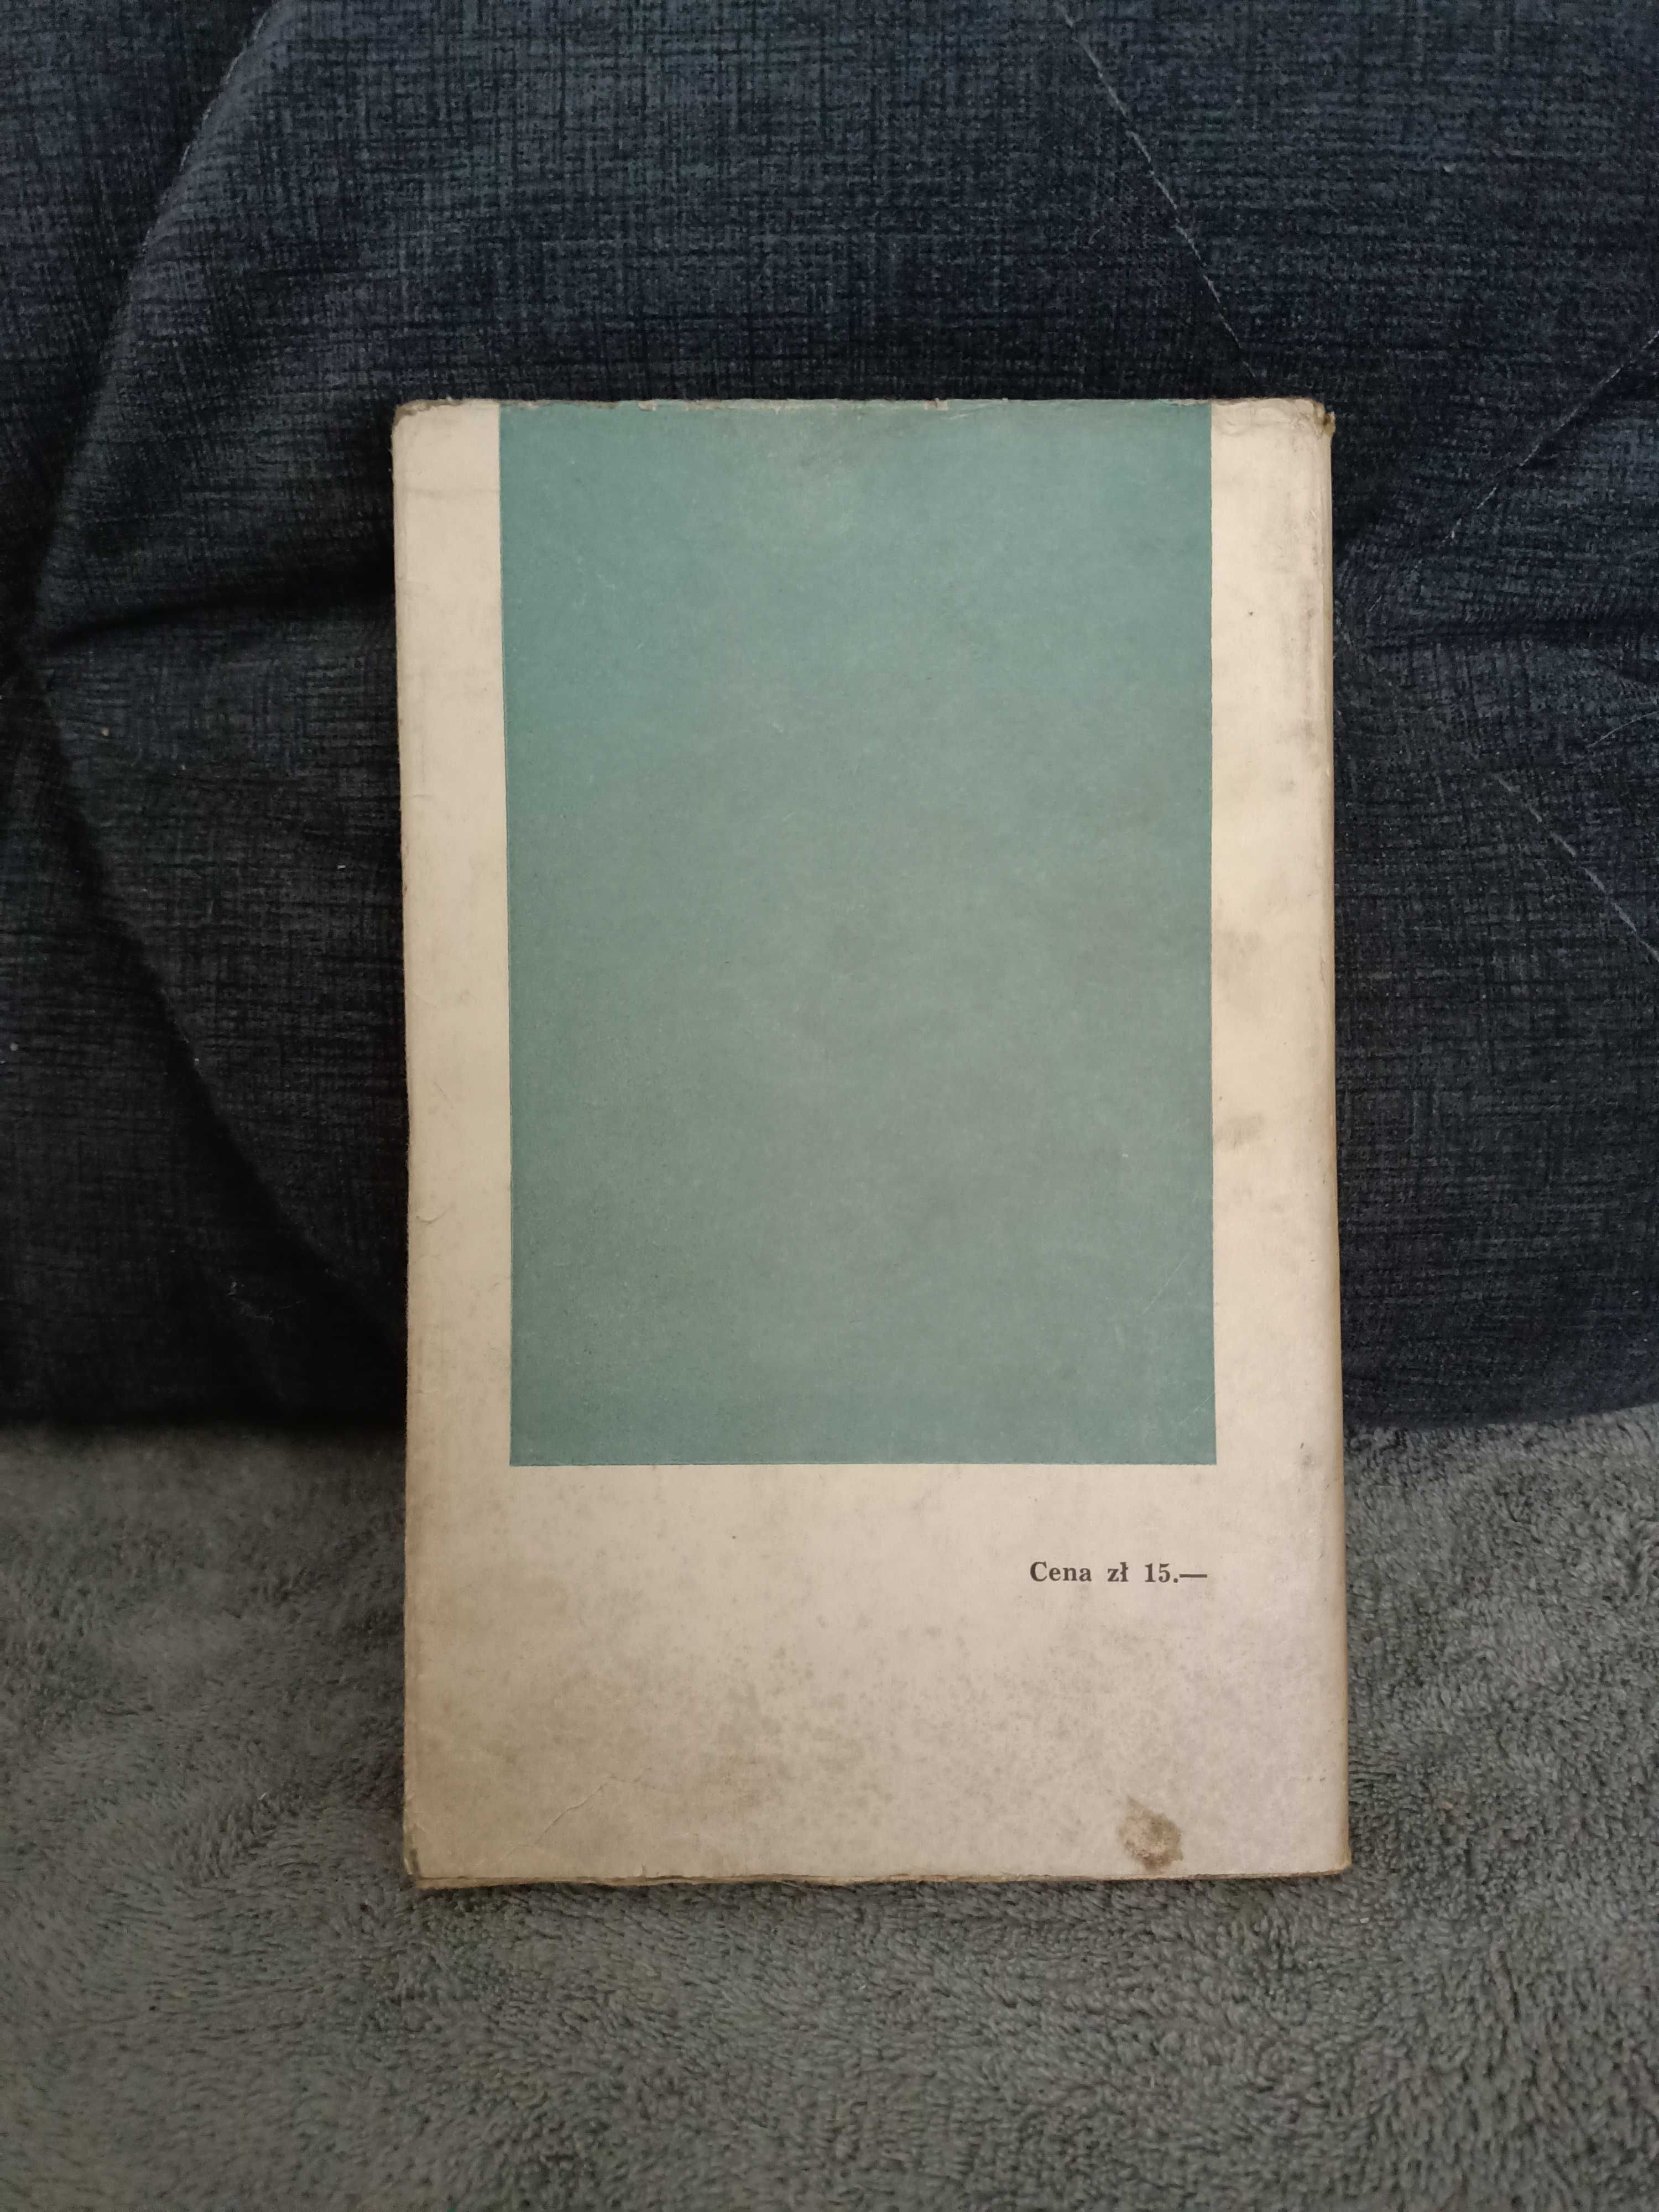 Cena zł 15.—